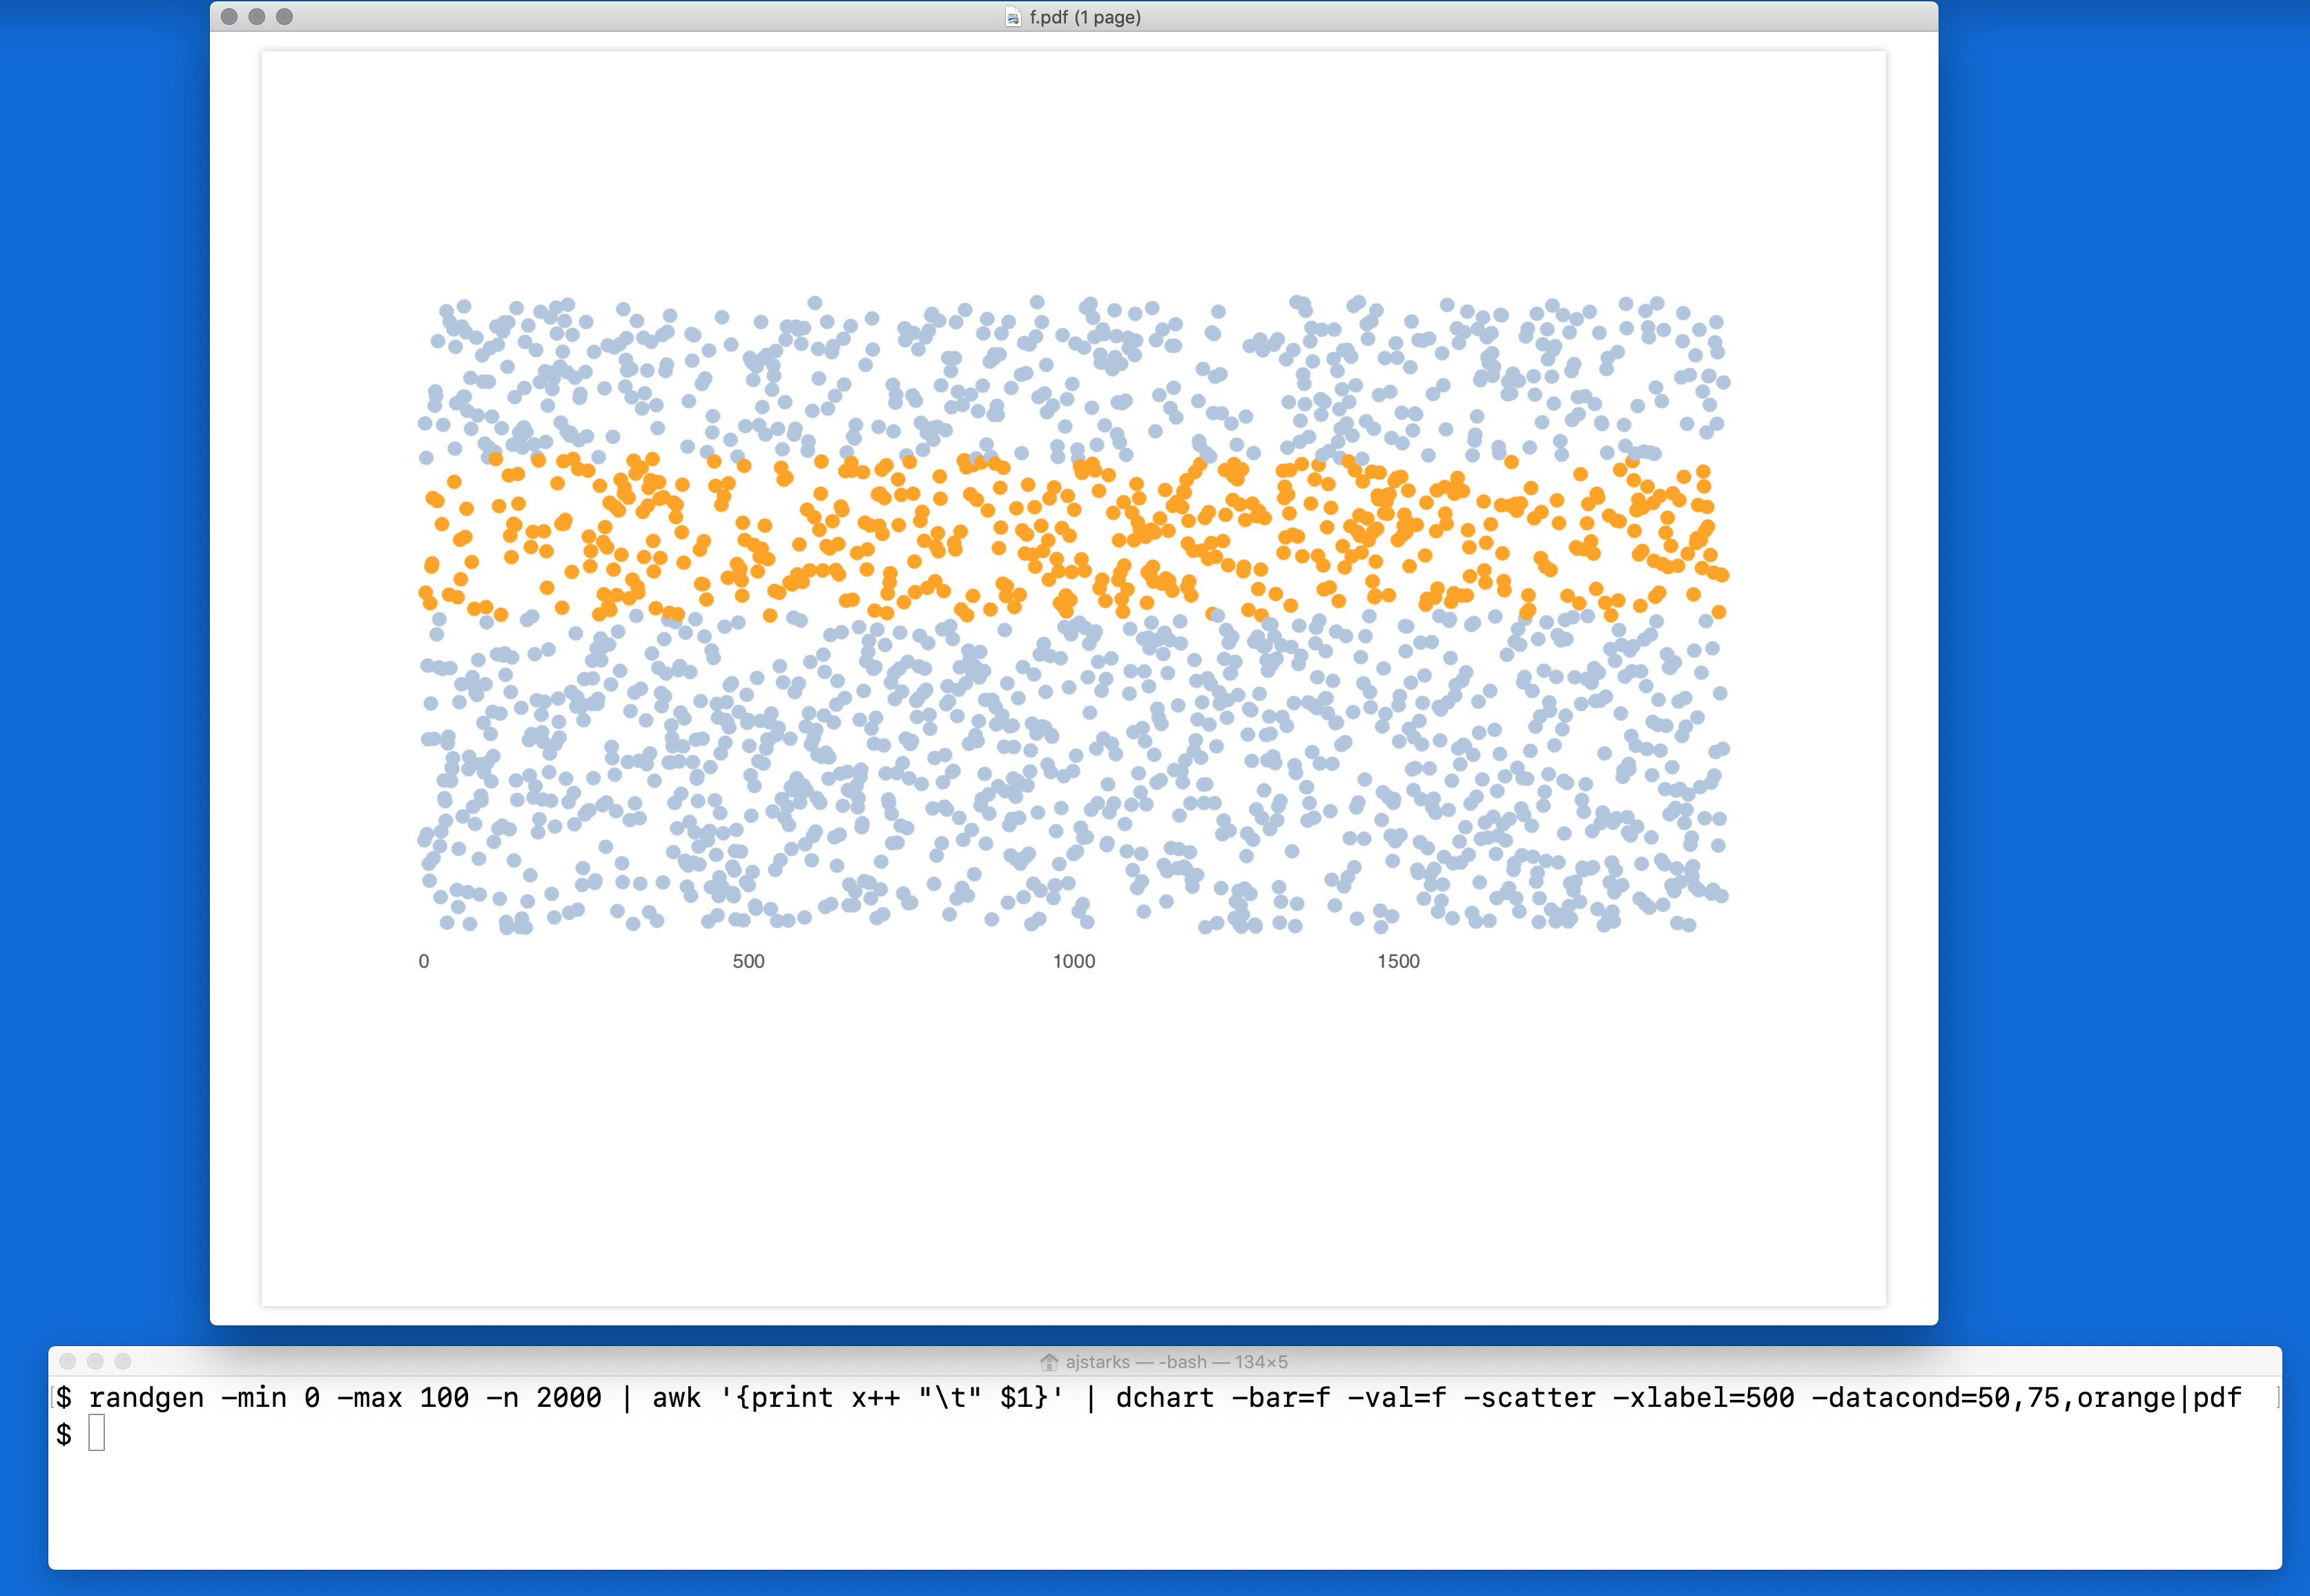 f.pdf (1 page)
0 500 1000 1500
ajstarks — -bash — 134×5
$ randgen -min 0 -max 100 -n 2000 | awk '{print x++ "\t" $1}' | dchart -bar=f -val=f -scatter -xlabel=500 -datacond=50,75,orange|pdf
$